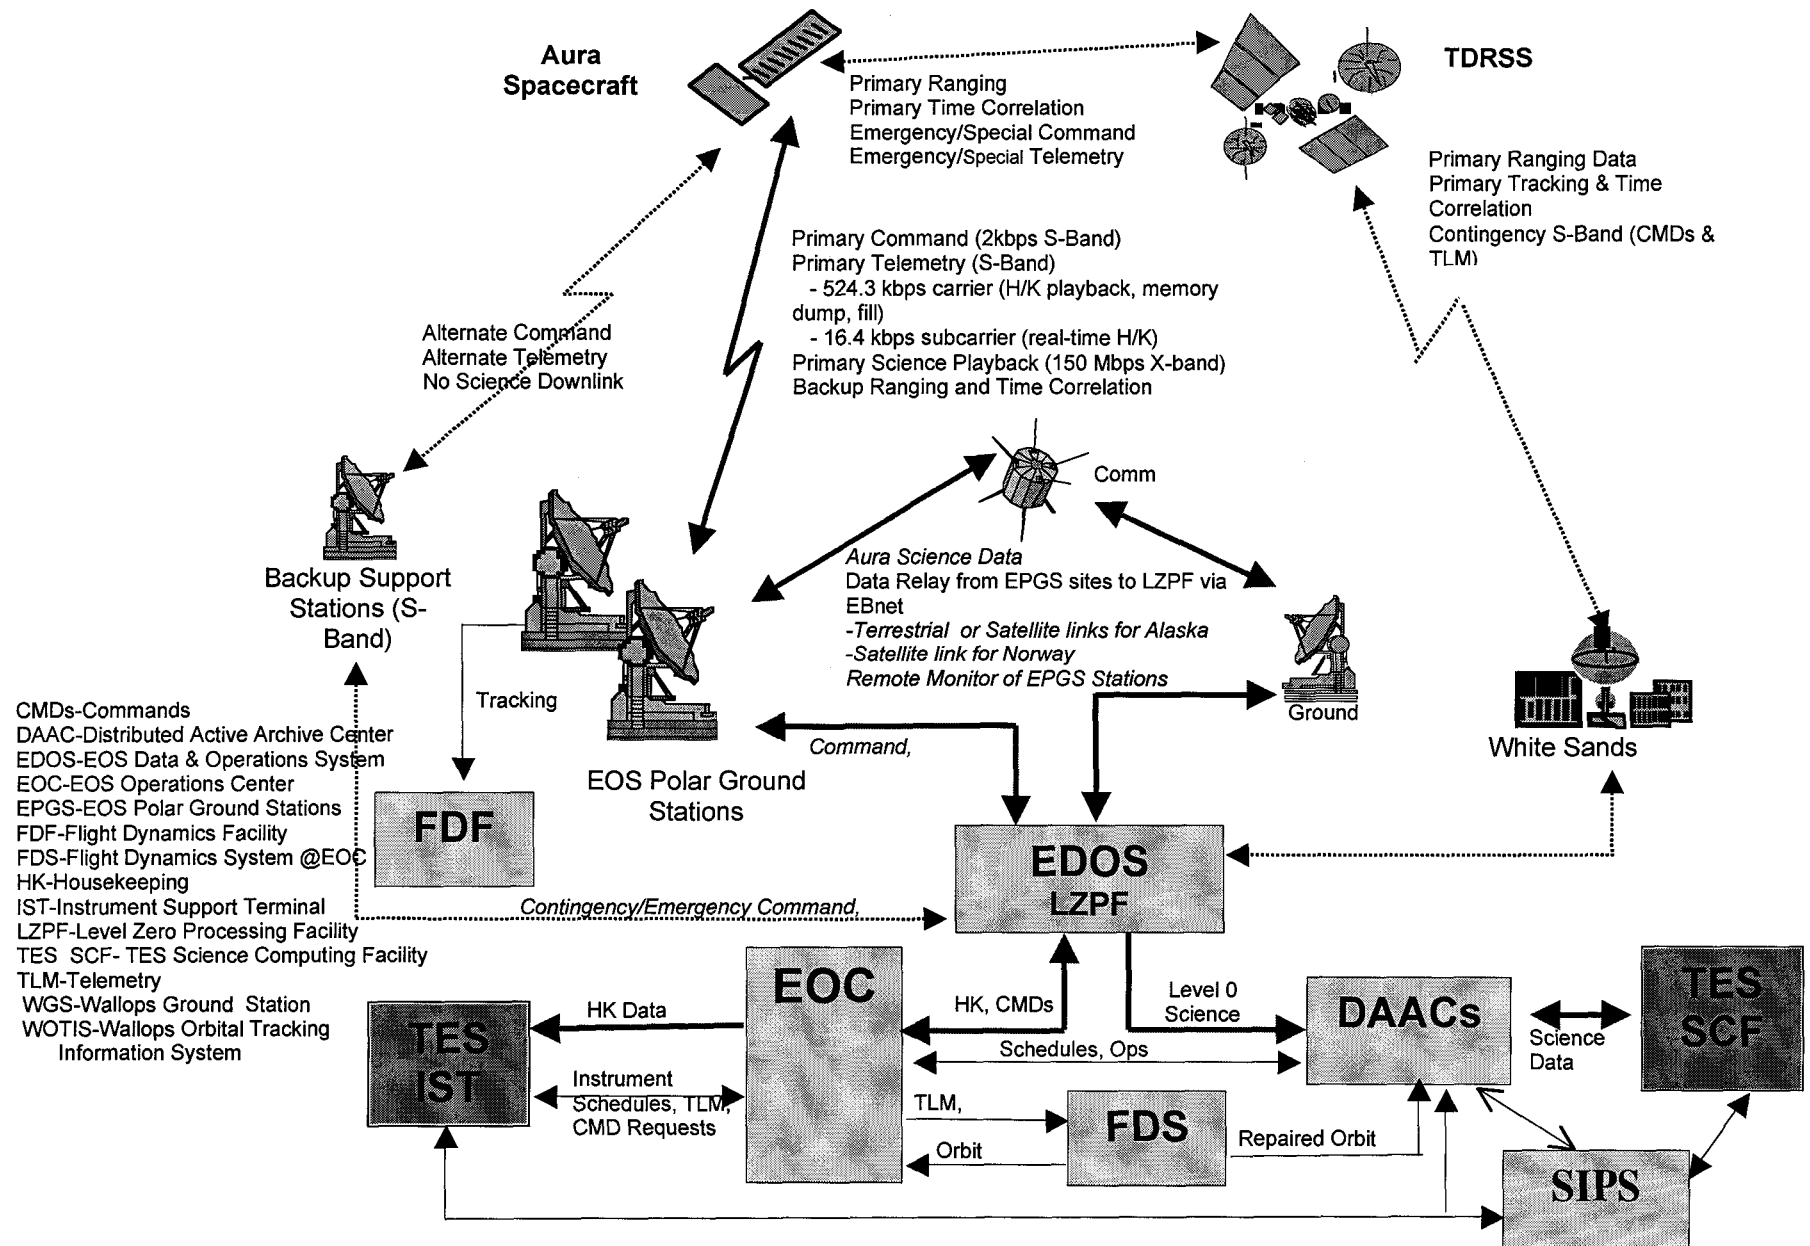 Aura
Spacecraft
TDRSS
Primary Ranging
Primary Time Correlation
Emergency/Special Command
Emergency/Special Telemetry
Primary Ranging Data
Primary Tracking & Time
Correlation
Contingency S-Band (CMDs &
TLM)
Primary Command (2kbps S-Band)
Primary Telemetry (S-Band)
- 524.3 kbps carrier (H/K playback, memory
dump, fill)
- 16.4 kbps subcarrier (real-time H/K)
Primary Science Playback (150 Mbps X-band)
Backup Ranging and Time Correlation
Alternate Command
Alternate Telemetry
No Science Downlink
Comm
Backup Support
Stations (S-
Band)
Aura Science Data
Data Relay from EPGS sites to LZPF via
EBnet
-Terrestrial or Satellite links for Alaska
-Satellite link for Norway
Remote Monitor of EPGS Stations
Tracking
Ground
White Sands
Command,
EOS Polar Ground
Stations
CMDs-Commands
DAAC-Distributed Active Archive Center
EDOS-EOS Data & Operations System
EOC-EOS Operations Center
EPGS-EOS Polar Ground Stations
FDF-Flight Dynamics Facility
FDS-Flight Dynamics System @EOC
HK-Housekeeping
IST-Instrument Support Terminal
LZPF-Level Zero Processing Facility
TES SCF- TES Science Computing Facility
TLM-Telemetry
WGS-Wallops Ground Station
WOTIS-Wallops Orbital Tracking
Information System
FDF
EDOS
LZPF
Contingency/Emergency Command,
EOC
HK, CMDs
Level 0
Science
DAACs
TES
SCF
Science
Data
HK Data
TES
IST
Schedules, Ops
Instrument
Schedules, TLM,
CMD Requests
TLM,
Orbit
FDS
Repaired Orbit
SIPS